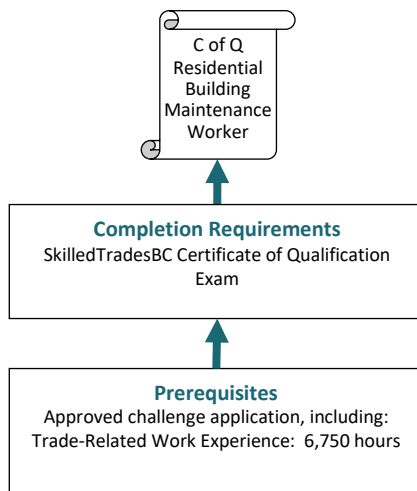 C of Q
Residential
Building
Maintenance
Worker
Completion Requirements
SkilledTradesBC Certificate of Qualification
Exam
Prerequisites
Approved challenge application, including:
Trade-Related Work Experience:  6,750 hours